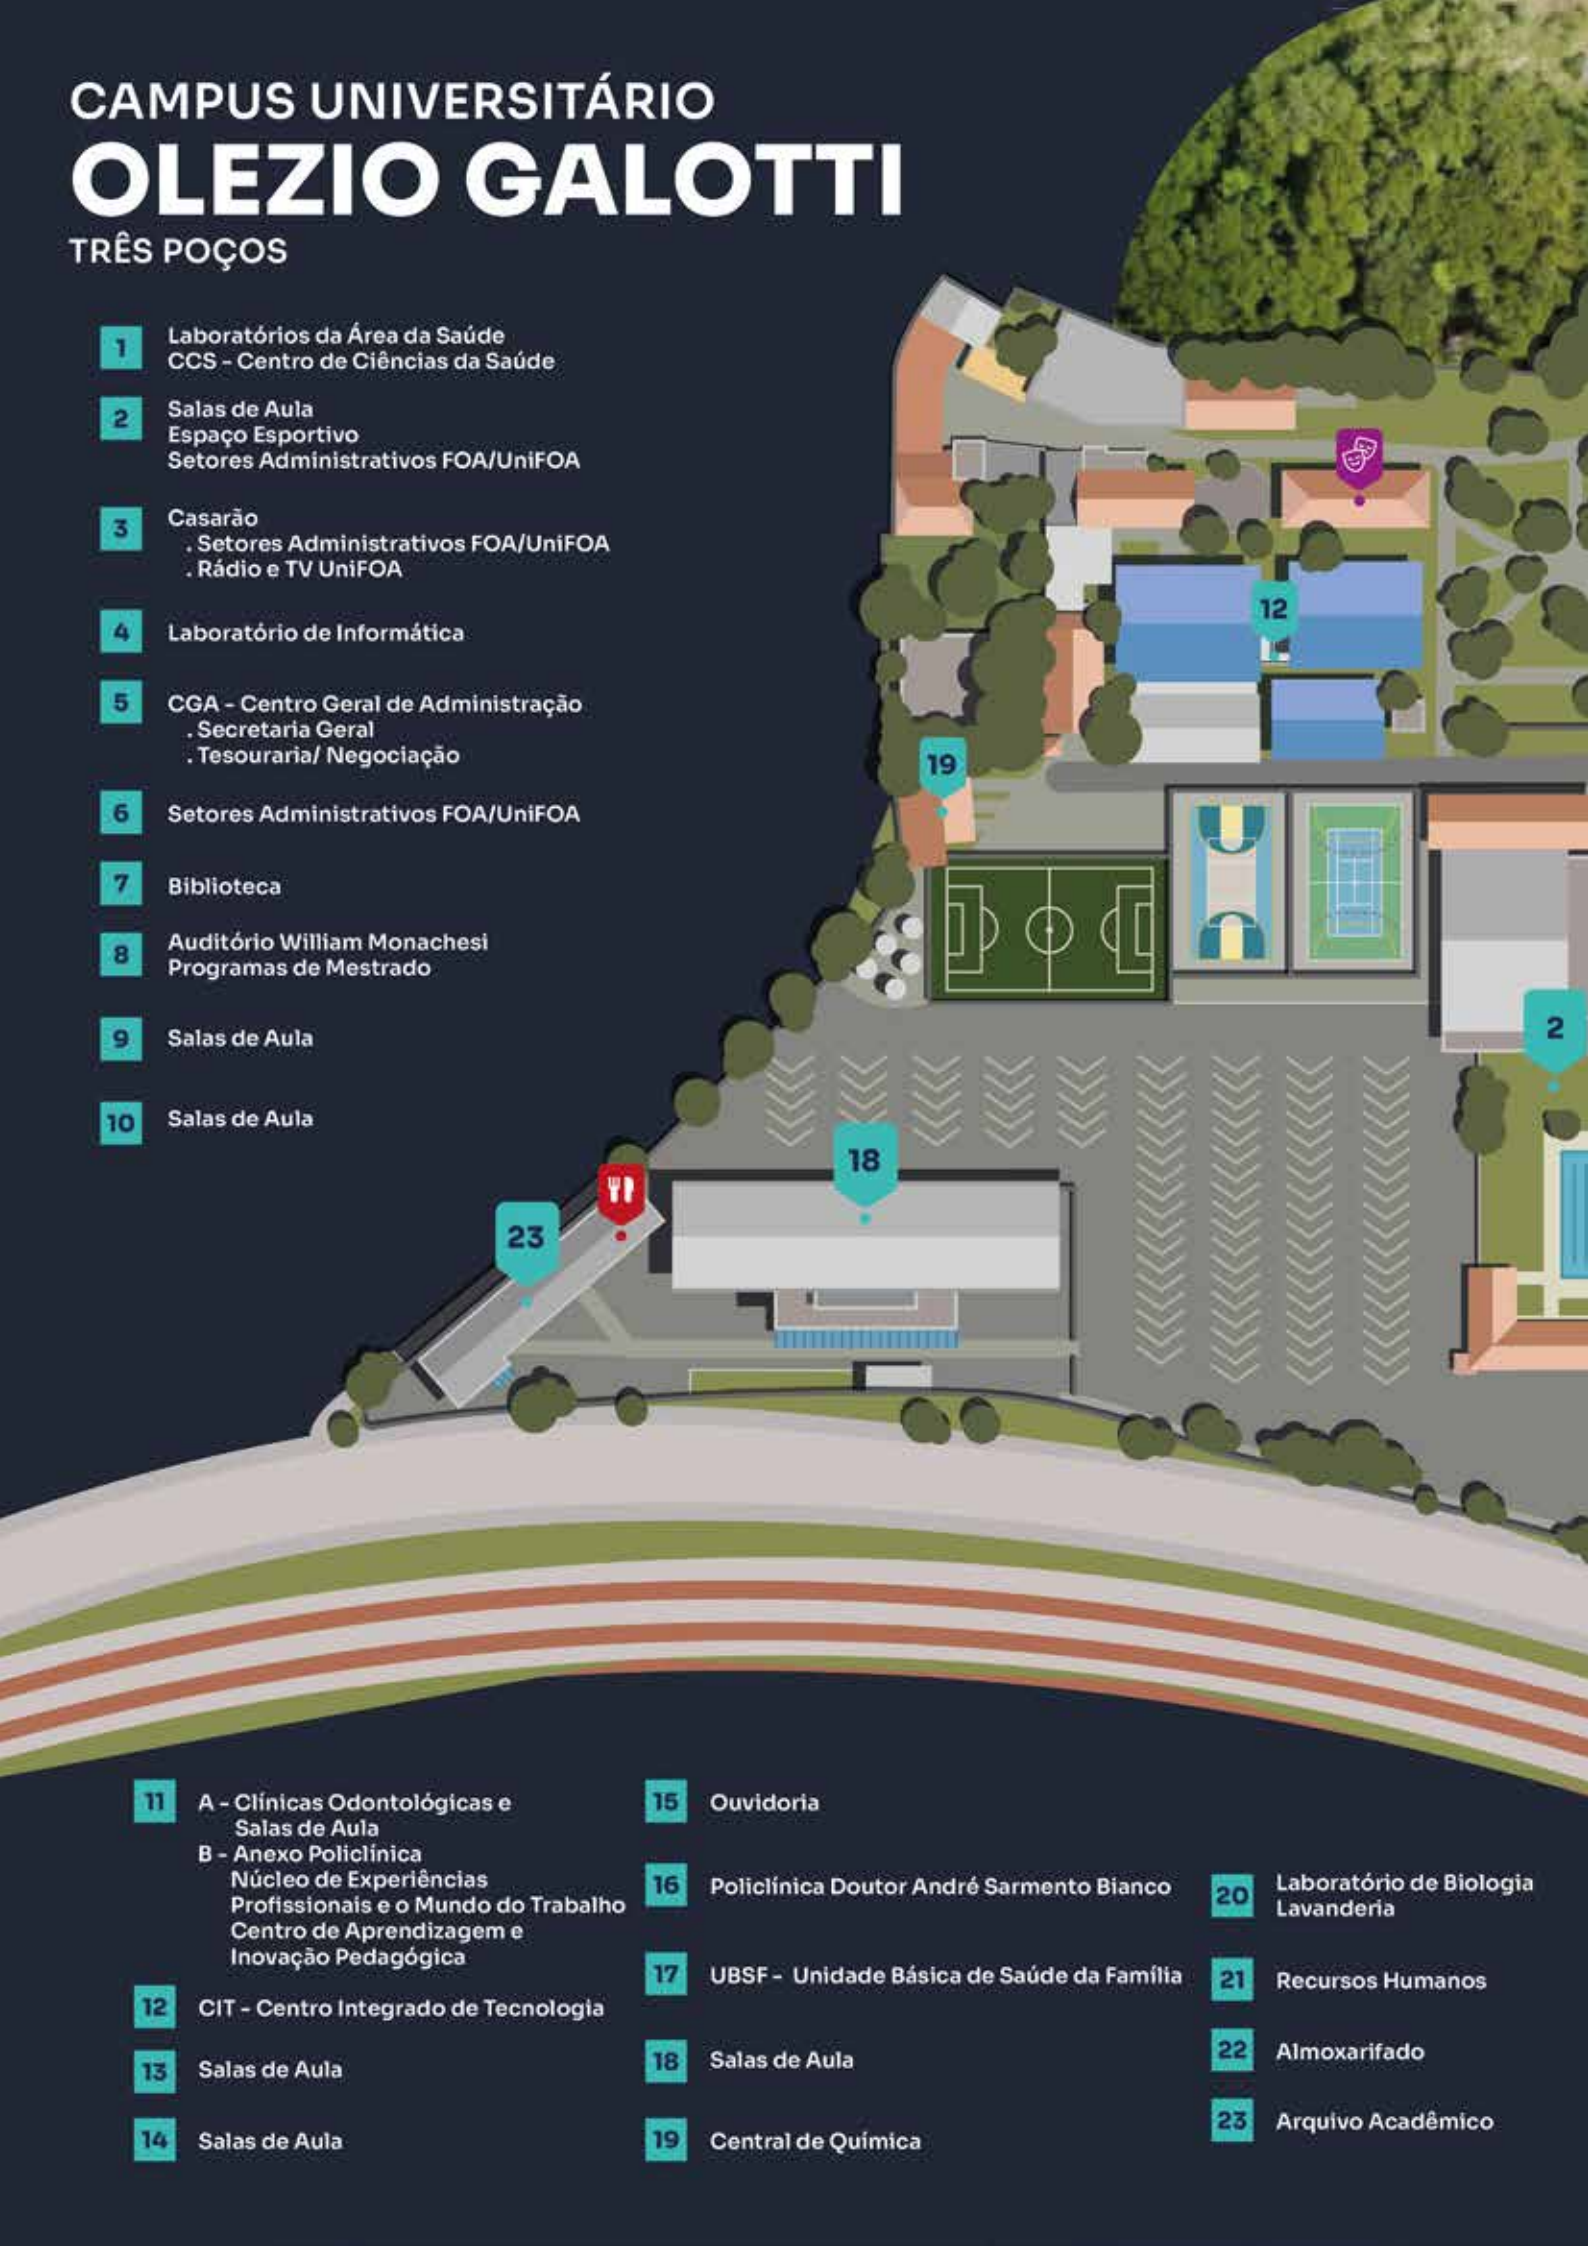 CAMPUS UNIVERSITÁRIO
OLEZIO GALOTTI
TRÊS POÇOS
1 Laboratórios da Área da Saúde
CCS - Centro de Ciências da Saúde
2 Salas de Aula
Espaço Esportivo
Setores Administrativos FOA/UniFOA
3 Casarão
. Setores Administrativos FOA/UniFOA
. Rádio e TV UniFOA
4 Laboratório de Informática
5 CGA - Centro Geral de Administração
. Secretaria Geral
. Tesouraria/ Negociação
6 Setores Administrativos FOA/UniFOA
7 Biblioteca
8 Auditório William Monachesi
Programas de Mestrado
9 Salas de Aula
10 Salas de Aula
12
19
2
18
23
11 A - Clínicas Odontológicas e
Salas de Aula
B - Anexo Policlínica
Núcleo de Experiências
Profissionais e o Mundo do Trabalho
Centro de Aprendizagem e
Inovação Pedagógica
12 CIT - Centro Integrado de Tecnologia
13 Salas de Aula
14 Salas de Aula
15 Ouvidoria
16 Policlínica Doutor André Sarmento Bianco
17 UBSF - Unidade Básica de Saúde da Família
18 Salas de Aula
19 Central de Química
20 Laboratório de Biologia
Lavanderia
21 Recursos Humanos
22 Almoxarifado
23 Arquivo Acadêmico